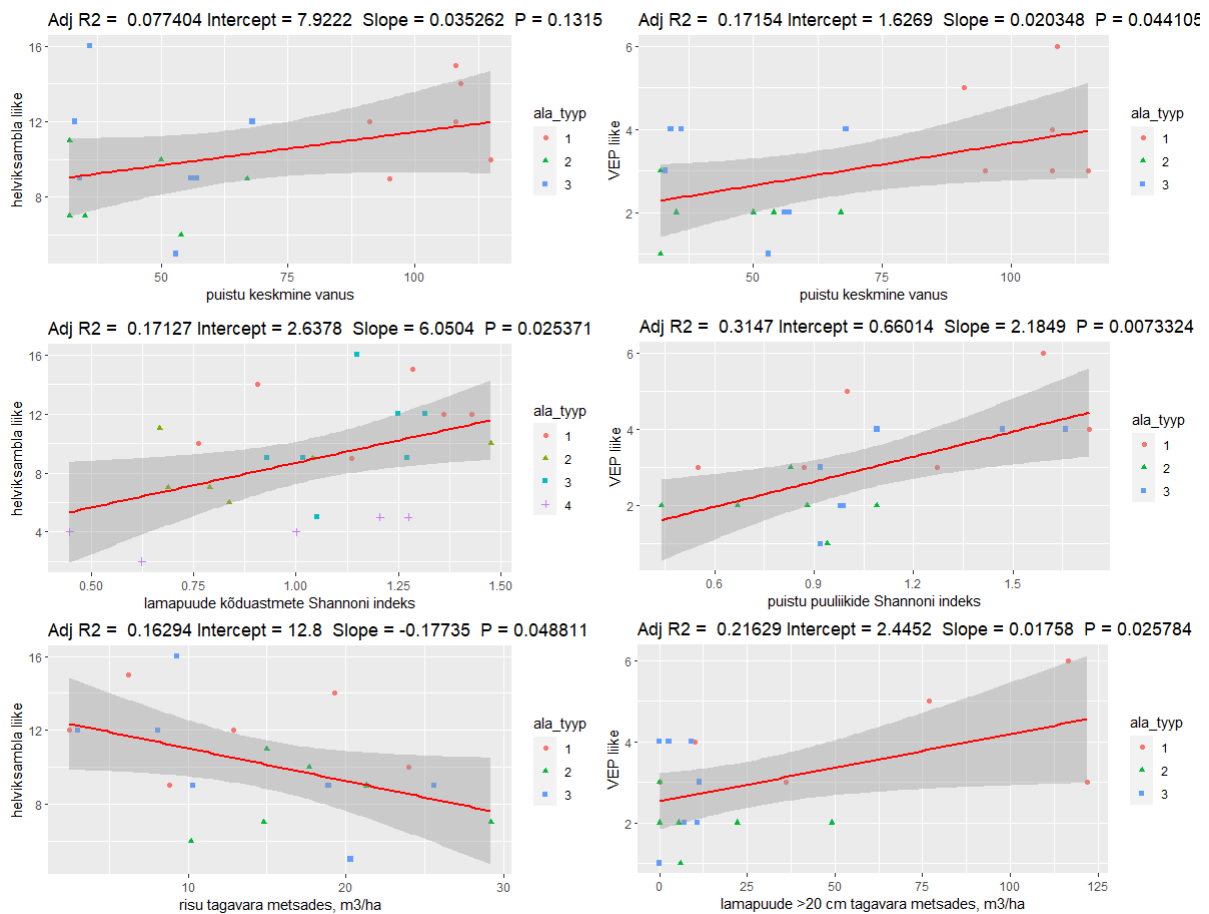 Adj R2 =  0.077404 Intercept = 7.9222  Slope = 0.035262  P = 0.1315
helviksambla liike
16
12
8
50
75
100
puistu keskmine vanus
ala_tyyp
1
2
3
Adj R2 =  0.17154 Intercept = 1.6269  Slope = 0.020348  P = 0.044105
VEP liike
6
4
2
50
75
100
puistu keskmine vanus
ala_tyyp
1
2
3
Adj R2 =  0.17127 Intercept = 2.6378  Slope = 6.0504  P = 0.025371
helviksambla liike
16
12
8
4
0.50
0.75
1.00
1.25
1.50
lamapuude kõduastmete Shannoni indeks
ala_tyyp
1
2
3
4
Adj R2 =  0.3147 Intercept = 0.66014  Slope = 2.1849  P = 0.0073324
VEP liike
6
4
2
0.6
0.9
1.2
1.5
puistu puuliikide Shannoni indeks
ala_tyyp
1
2
3
Adj R2 =  0.16294 Intercept = 12.8  Slope = -0.17735  P = 0.048811
helviksambla liike
16
12
8
10
20
30
risu tagavara metsades, m3/ha
ala_tyyp
1
2
3
Adj R2 =  0.21629 Intercept = 2.4452  Slope = 0.01758  P = 0.025784
VEP liike
6
4
2
0
25
50
75
100
125
lamapuude >20 cm tagavara metsades, m3/ha
ala_tyyp
1
2
3